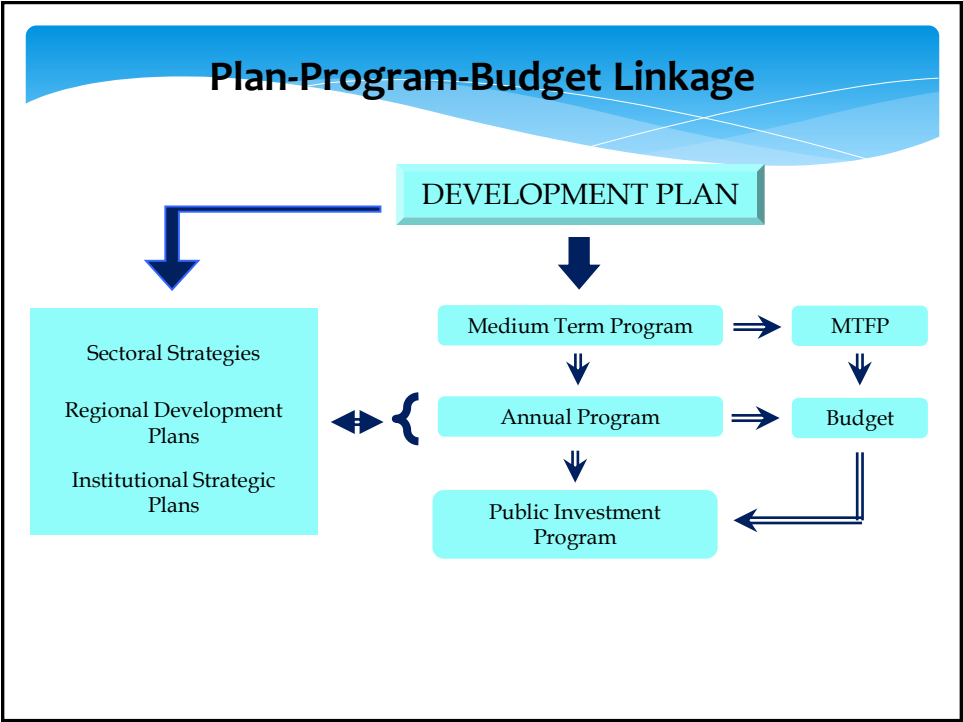 Plan-Program-Budget Linkage
DEVELOPMENT PLAN
Sectoral Strategies
Regional Development
Plans
Institutional Strategic
Plans
Medium Term Program
MTFP
Annual Program
Budget
Public Investment
Program